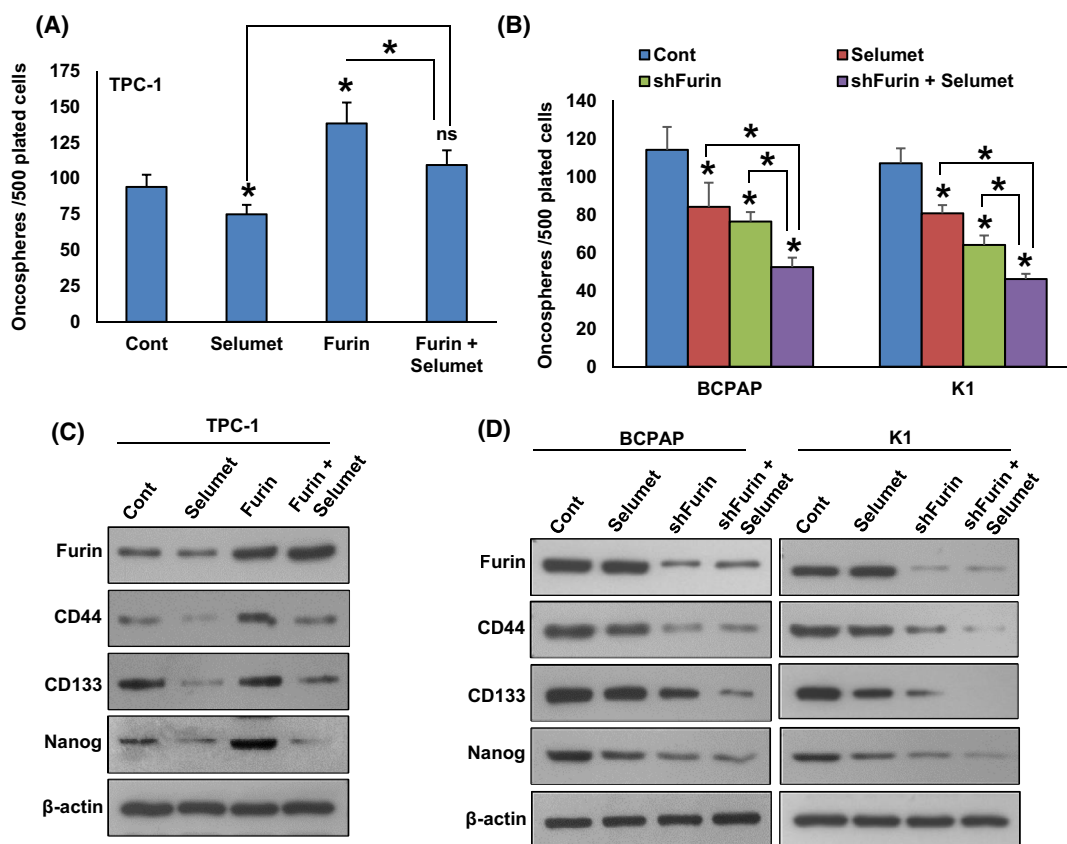 (A)
*
175
TPC-1
*
150
ns
125
100
*
75
50
25
0
Oncospheres /500 plated cells
Cont
Selumet
Furin
Furin +
Selumet
(B)
Cont
Selumet
shFurin
shFurin + Selumet
140
120
100
80
60
40
20
0
Oncospheres /500 plated cells
*
*
*
*
*
*
*
*
*
*
BCPAP
K1
(C)
TPC-1
Cont
Selumet
Furin
Furin +
Selumet
Furin
CD44
CD133
Nanog
β-actin
(D)
BCPAP
K1
Cont
Selumet
shFurin
shFurin +
Selumet
Cont
Selumet
shFurin
shFurin +
Selumet
Furin
CD44
CD133
Nanog
β-actin